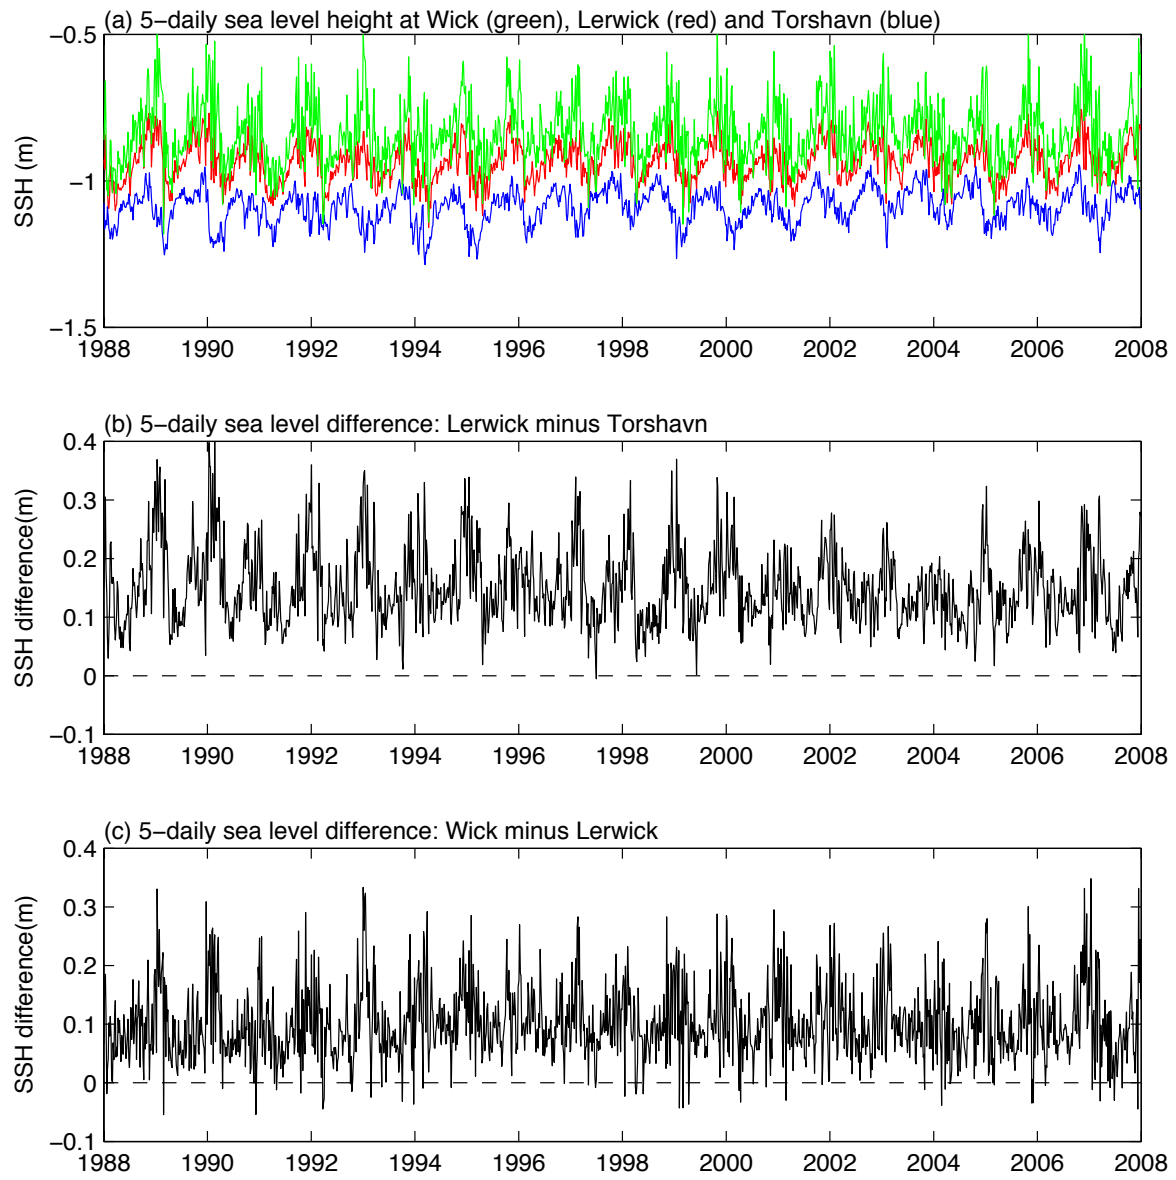 (a) 5−daily sea level height at Wick (green), Lerwick (red) and Torshavn (blue)
−0.5
−1
−1.5
SSH (m)
1988 1990 1992 1994 1996 1998 2000 2002 2004 2006 2008
(b) 5−daily sea level difference: Lerwick minus Torshavn
0.4
0.3
0.2
0.1
0
−0.1
SSH difference(m)
1988 1990 1992 1994 1996 1998 2000 2002 2004 2006 2008
(c) 5−daily sea level difference: Wick minus Lerwick
0.4
0.3
0.2
0.1
0
−0.1
SSH difference(m)
1988 1990 1992 1994 1996 1998 2000 2002 2004 2006 2008